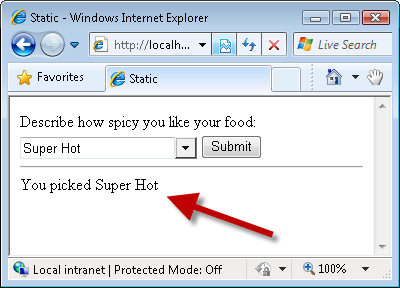 Static - Windows Internet Explorer
http://localh...
Live Search
Favorites
Static
Describe how spicy you like your food:
Super Hot
Submit
You picked Super Hot
Local intranet | Protected Mode: Off
100%